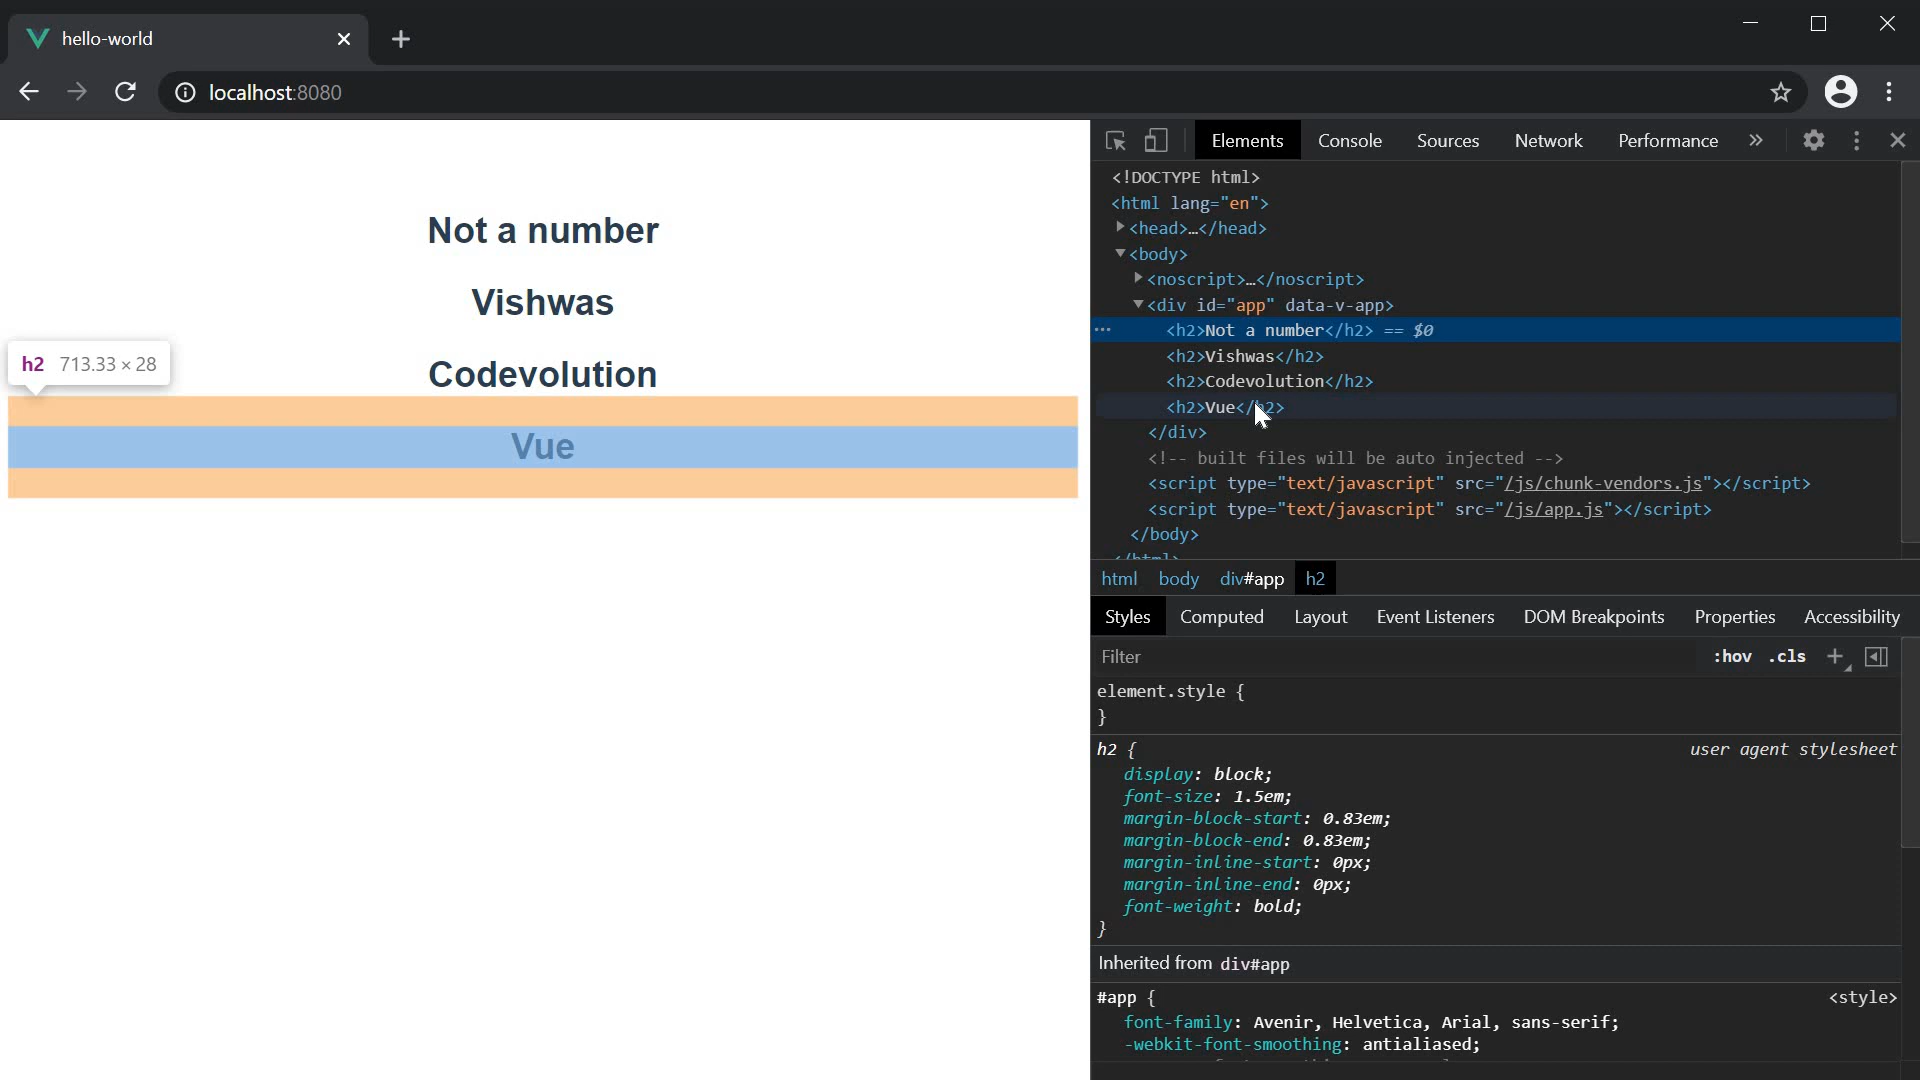 hello-world
localhost:8080
Not a number
Vishwas
Codevolution
h2 713.33 × 28
Vue
Elements Console Sources Network Performance »
<!DOCTYPE html>
<html lang="en">
<head>…</head>
<body>
<noscript>…</noscript>
<div id="app" data-v-app>
<h2>Not a number</h2> == $0
<h2>Vishwas</h2>
<h2>Codevolution</h2>
<h2>Vue</h2>
</div>
<!-- built files will be auto injected -->
<script type="text/javascript" src="/js/chunk-vendors.js"></script>
<script type="text/javascript" src="/js/app.js"></script>
</body>
</html>
html body div#app h2
Styles Computed Layout Event Listeners DOM Breakpoints Properties Accessibility
Filter :hov .cls
element.style {
}
h2 { user agent stylesheet
display: block;
font-size: 1.5em;
margin-block-start: 0.83em;
margin-block-end: 0.83em;
margin-inline-start: 0px;
margin-inline-end: 0px;
font-weight: bold;
}
Inherited from div#app
#app { <style>
font-family: Avenir, Helvetica, Arial, sans-serif;
-webkit-font-smoothing: antialiased;